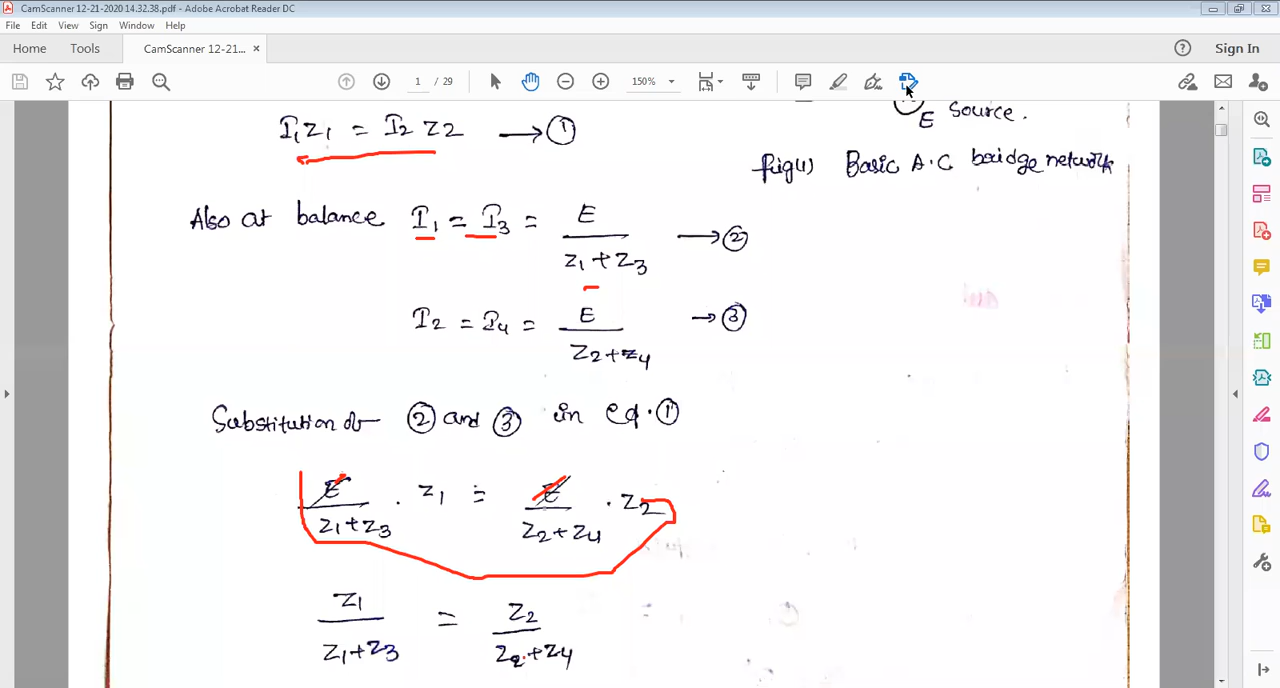 CamScanner 12-21-2020 14.32.38.pdf - Adobe Acrobat Reader DC
File Edit View Sign Window Help
Home Tools CamScanner 12-21... × ? Sign In
1 / 29 150%
E Source.
I1Z1 = I2 Z2 → ①
fig(1) Basic A.C bridge network
Also at balance I1 = I3 = E / Z1+Z3 → ②
I2 = I4 = E / Z2+Z4 → ③
Substitution of ② and ③ in eq.①
E / Z1+Z3 . Z1 = E / Z2+Z4 . Z2
Z1 / Z1+Z3 = Z2 / Z2+Z4